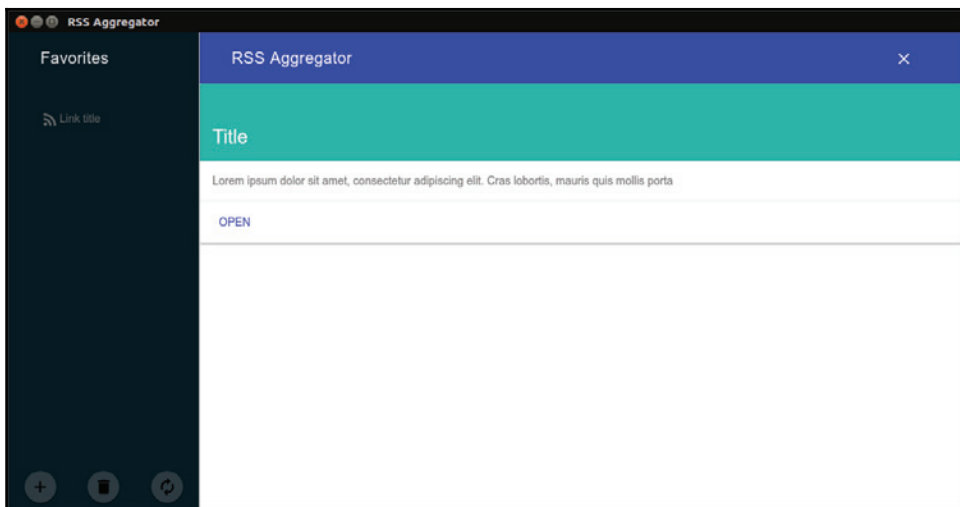 RSS Aggregator
Favorites
RSS Aggregator
Link title
Title
Lorem ipsum dolor sit amet, consectetur adipiscing elit. Cras lobortis, mauris quis mollis porta
OPEN